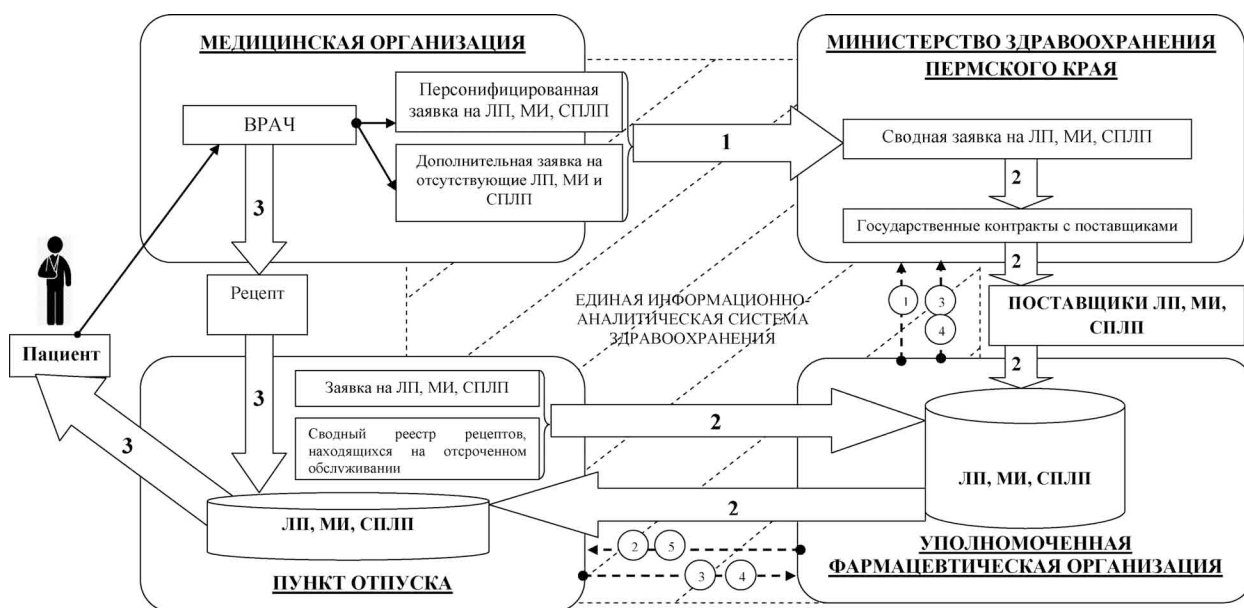 МЕДИЦИНСКАЯ ОРГАНИЗАЦИЯ
ВРАЧ
Персонифицированная
заявка на ЛП, МИ, СПЛП
Дополнительная заявка на
отсутствующие ЛП, МИ и
СПЛП
1
МИНИСТЕРСТВО ЗДРАВООХРАНЕНИЯ
ПЕРМСКОГО КРАЯ
Сводная заявка на ЛП, МИ, СПЛП
2
Государственные контракты с поставщиками
2
3
Рецепт
ЕДИНАЯ ИНФОРМАЦИОННО-
АНАЛИТИЧЕСКАЯ СИСТЕМА
ЗДРАВООХРАНЕНИЯ
1
3
4
ПОСТАВЩИКИ ЛП, МИ,
СПЛП
2
Пациент
3
3
Заявка на ЛП, МИ, СПЛП
Сводный реестр рецептов,
находящихся на отсроченном
обслуживании
2
ЛП, МИ, СПЛП
2
ЛП, МИ, СПЛП
ПУНКТ ОТПУСКА
2 5
3 4
УПОЛНОМОЧЕННАЯ
ФАРМАЦЕВТИЧЕСКАЯ ОРГАНИЗАЦИЯ